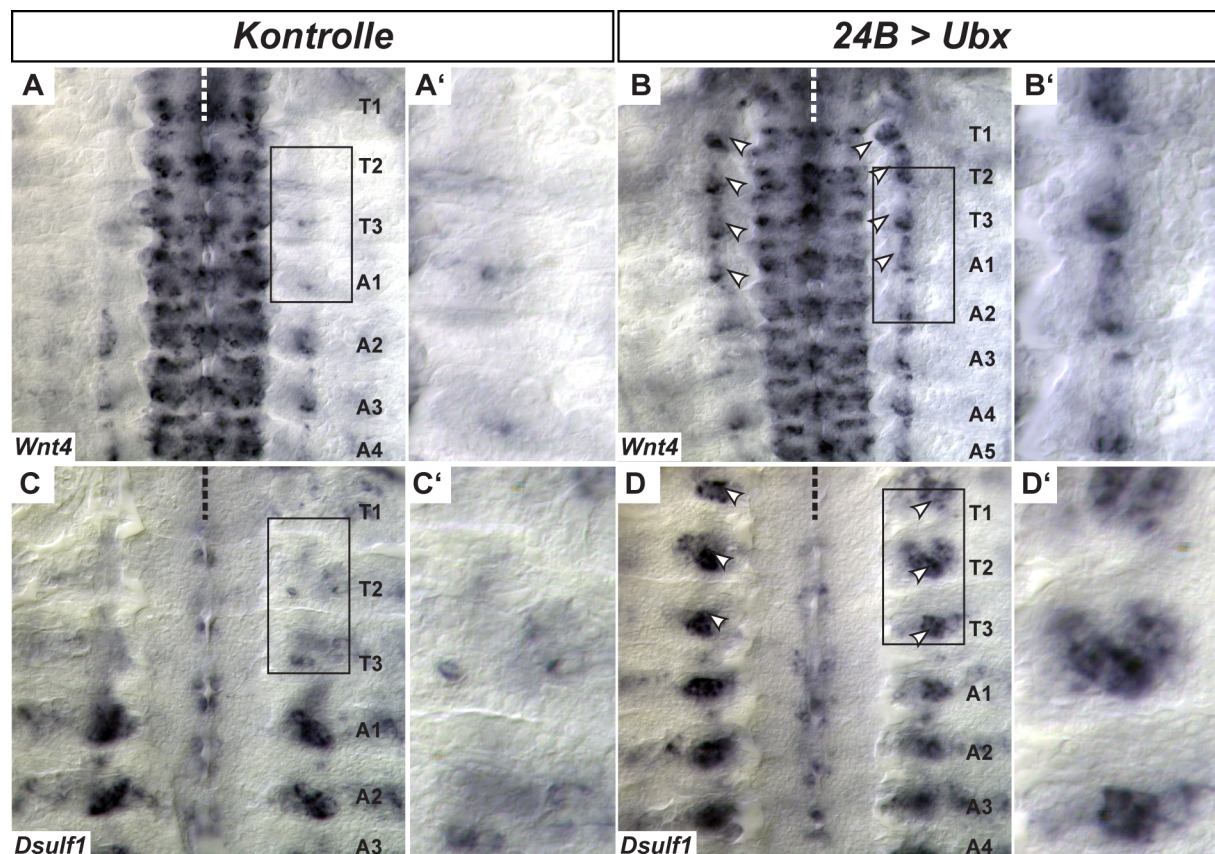 Kontrolle
24B > Ubx
A
T1
T2
T3
A1
A2
A3
A4
Wnt4
A‘
B
T1
T2
T3
A1
A2
A3
A4
A5
Wnt4
B‘
C
T1
T2
T3
A1
A2
A3
Dsulf1
C‘
D
T1
T2
T3
A1
A2
A3
A4
Dsulf1
D‘